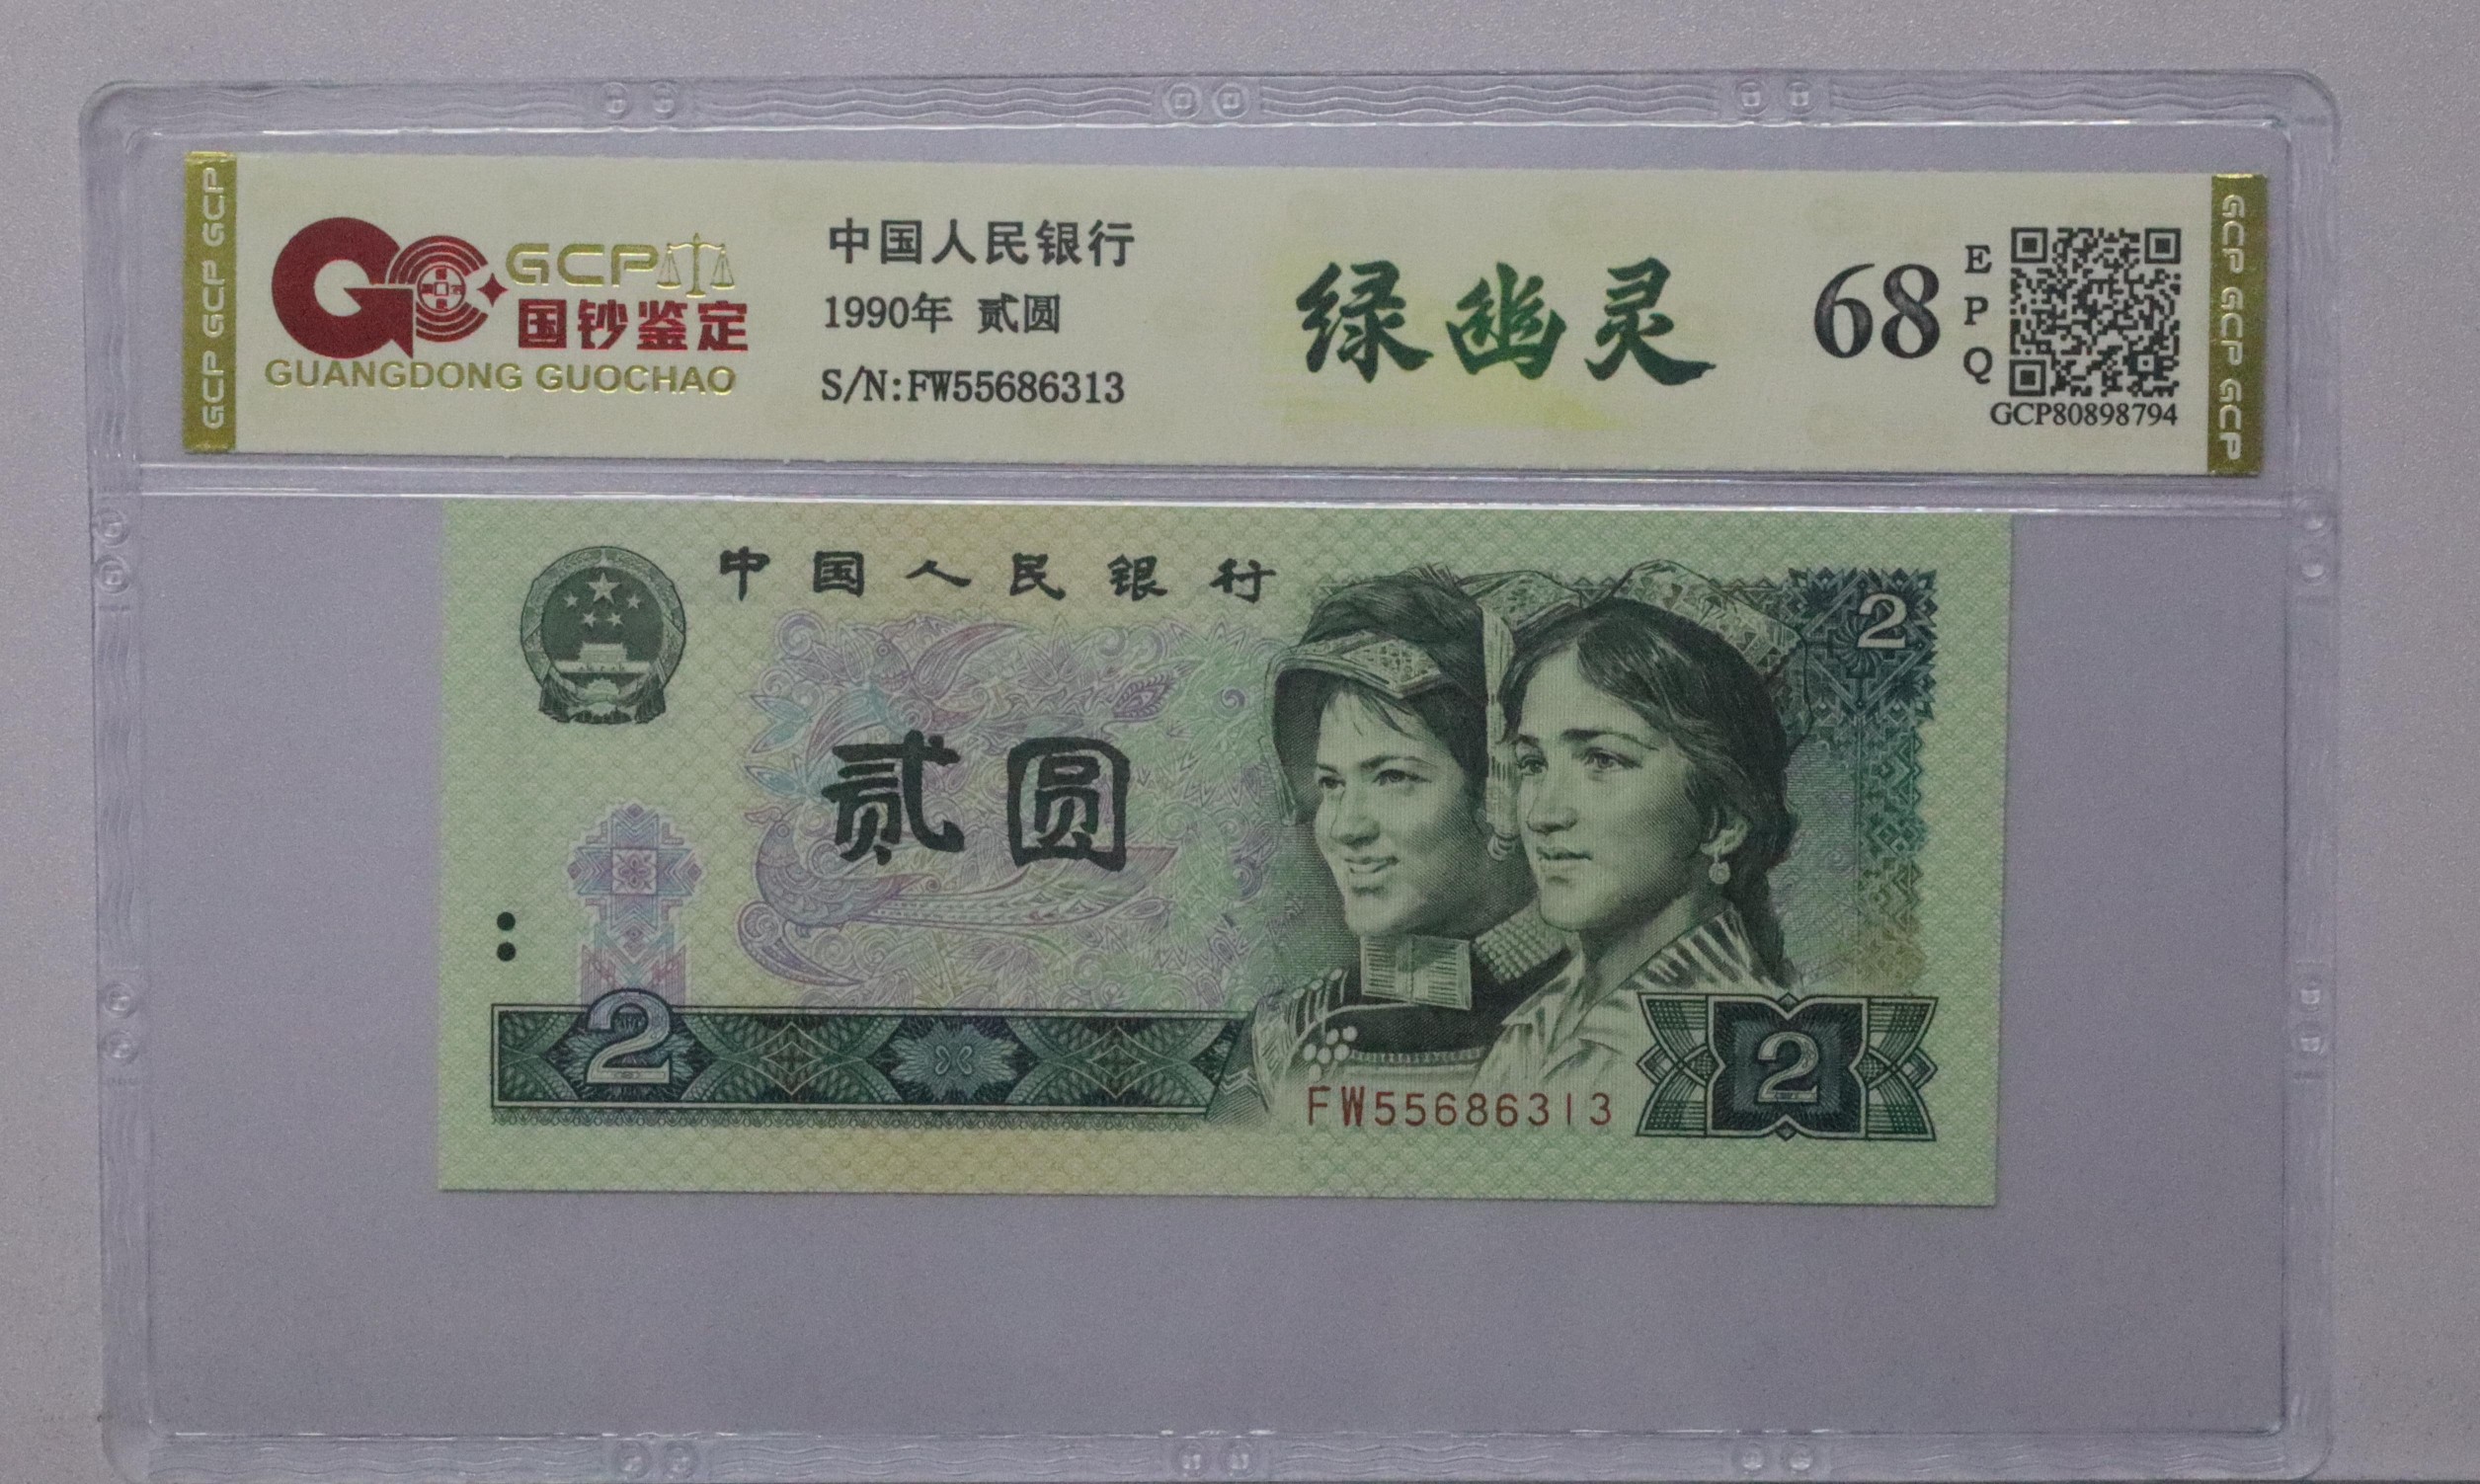 GCP GCP GCP
GCP
国钞鉴定
GUANGDONG GUOCHAO
中国人民银行
1990年 贰圆
S/N:FW55686313
绿幽灵
68
E
P
Q
GCP80898794
GCP GCP GCP
中国人民银行
2
贰圆
2
FW55686313
2